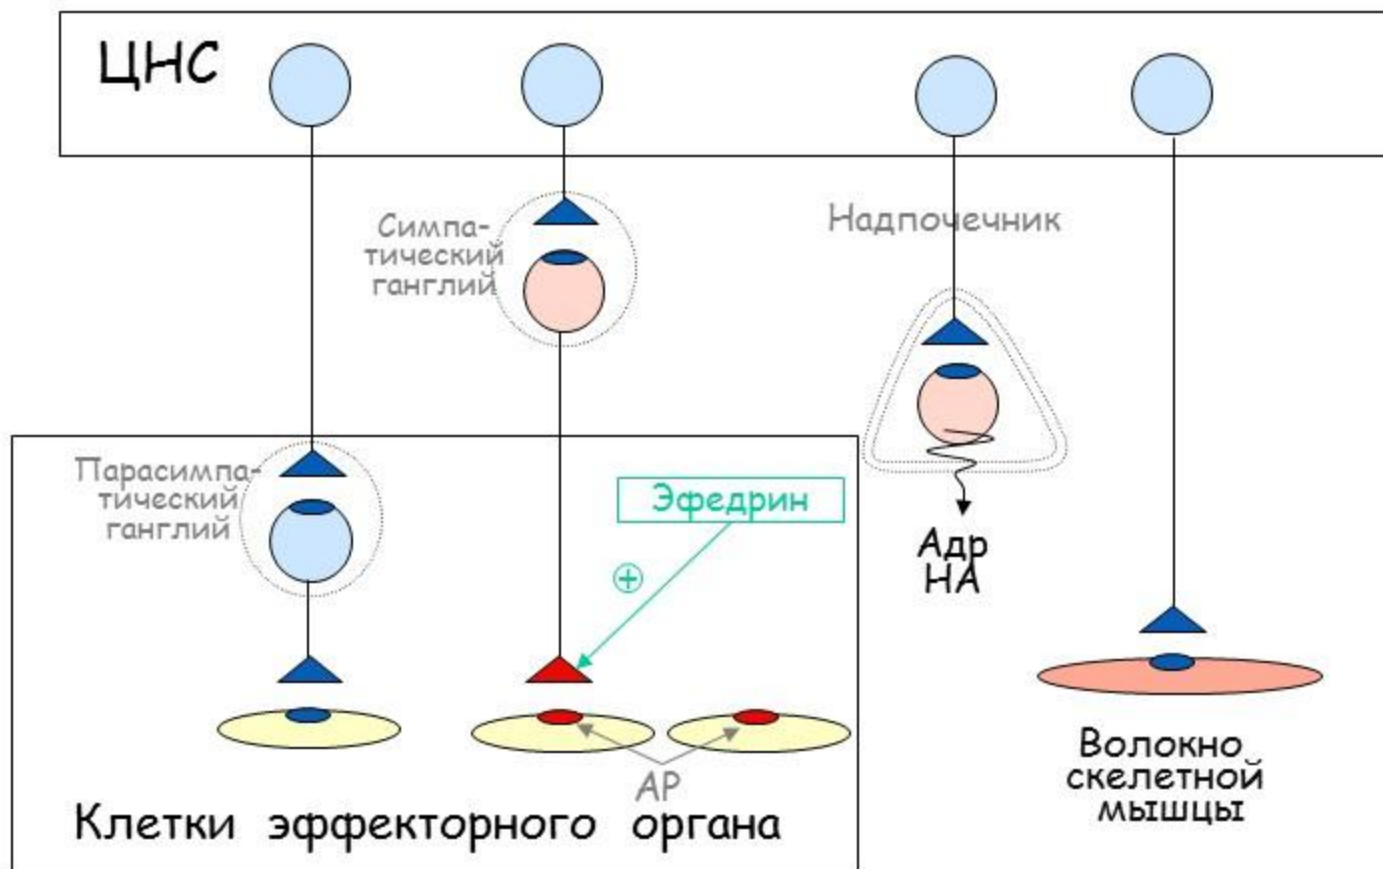 ЦНС
Симпа-
тический
ганглий
Надпочечник
Парасимпа-
тический
ганглий
Эфедрин
+
Адр
НА
АР
Волокно
скелетной
мышцы
Клетки эффекторного органа